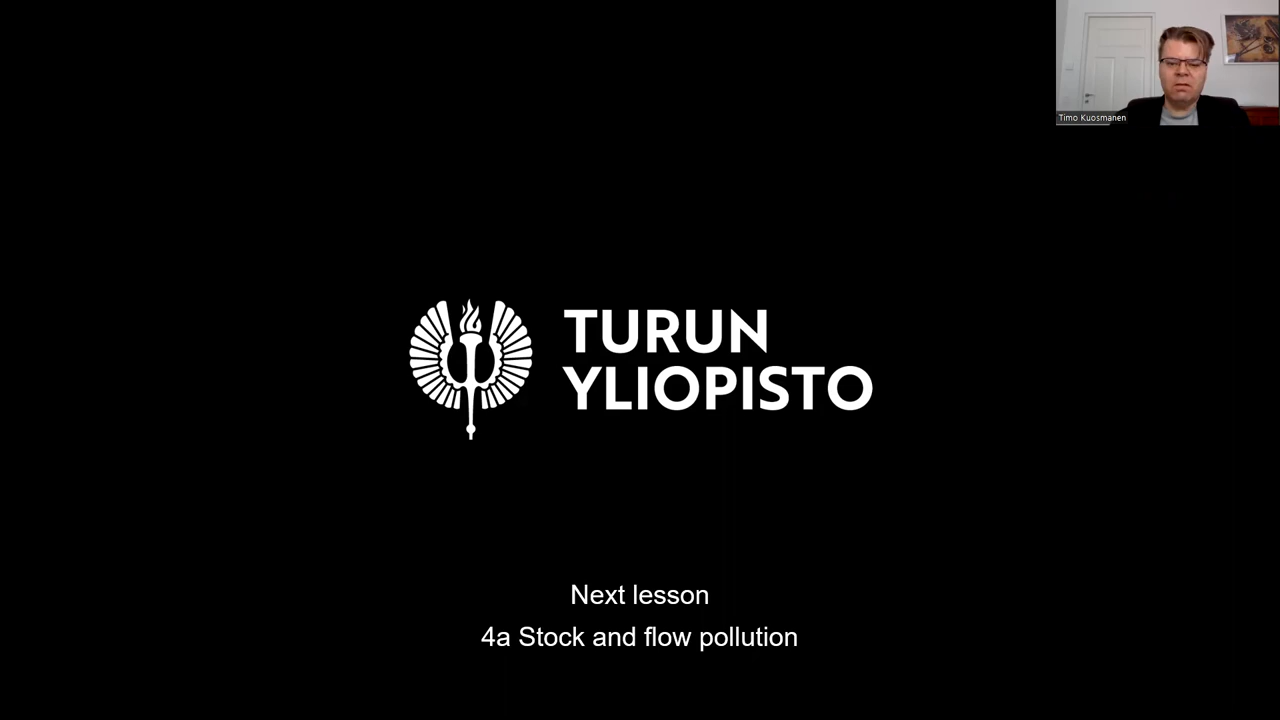 Timo Kuosmanen
TURUN
YLIOPISTO
Next lesson
4a Stock and flow pollution